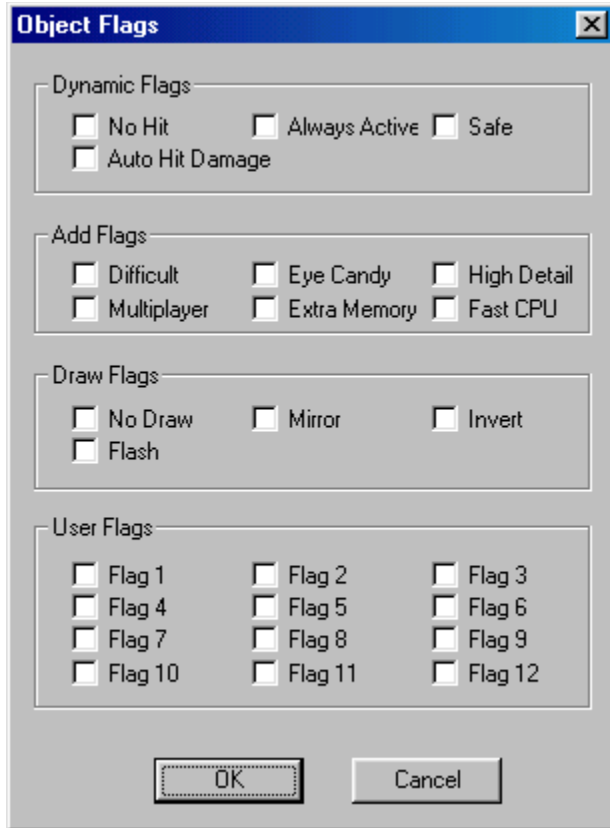 Object Flags
Dynamic Flags
No Hit Always Active Safe
Auto Hit Damage
Add Flags
Difficult Eye Candy High Detail
Multiplayer Extra Memory Fast CPU
Draw Flags
No Draw Mirror Invert
Flash
User Flags
Flag 1 Flag 2 Flag 3
Flag 4 Flag 5 Flag 6
Flag 7 Flag 8 Flag 9
Flag 10 Flag 11 Flag 12
OK Cancel